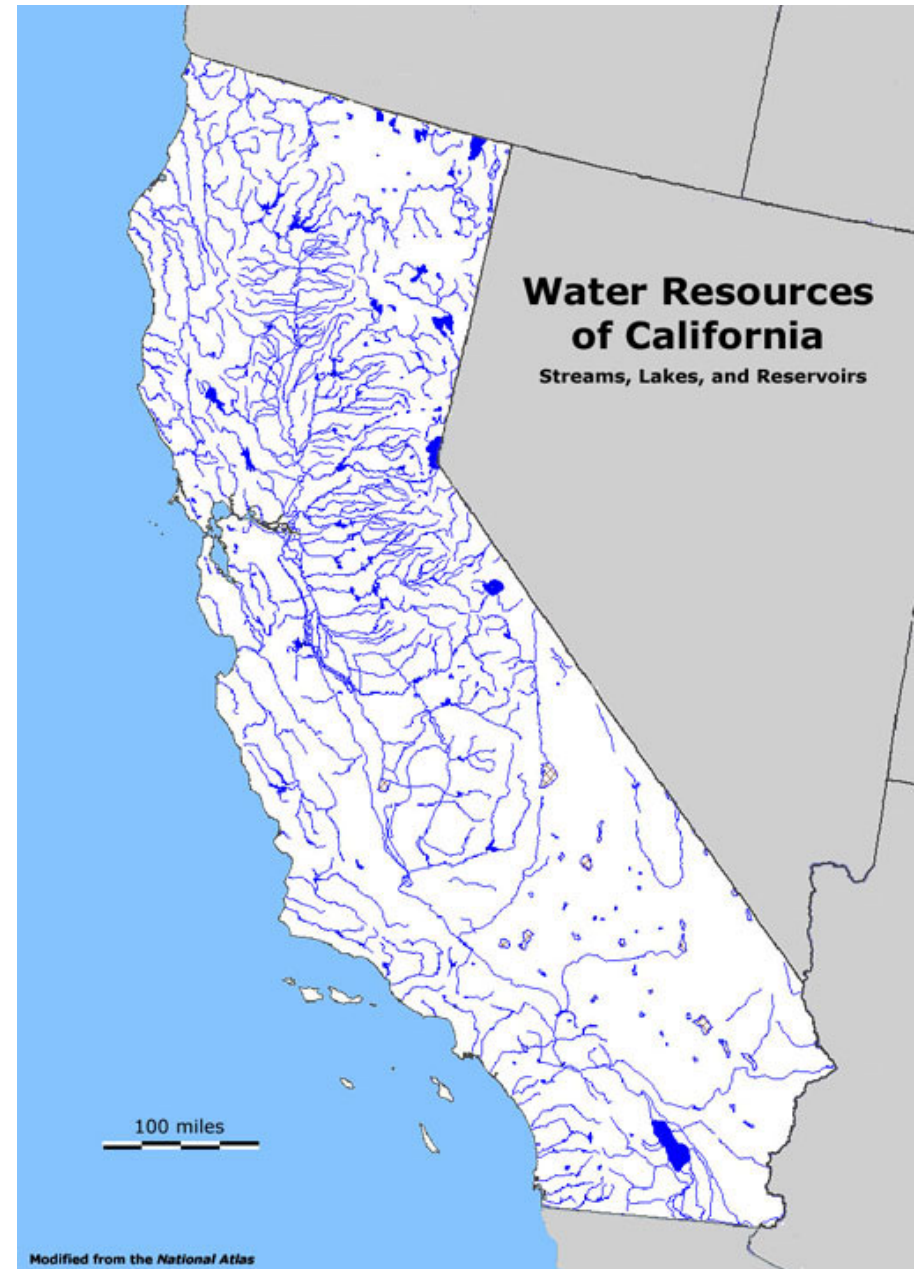 Water Resources
of California
Streams, Lakes, and Reservoirs
100 miles
Modified from the National Atlas